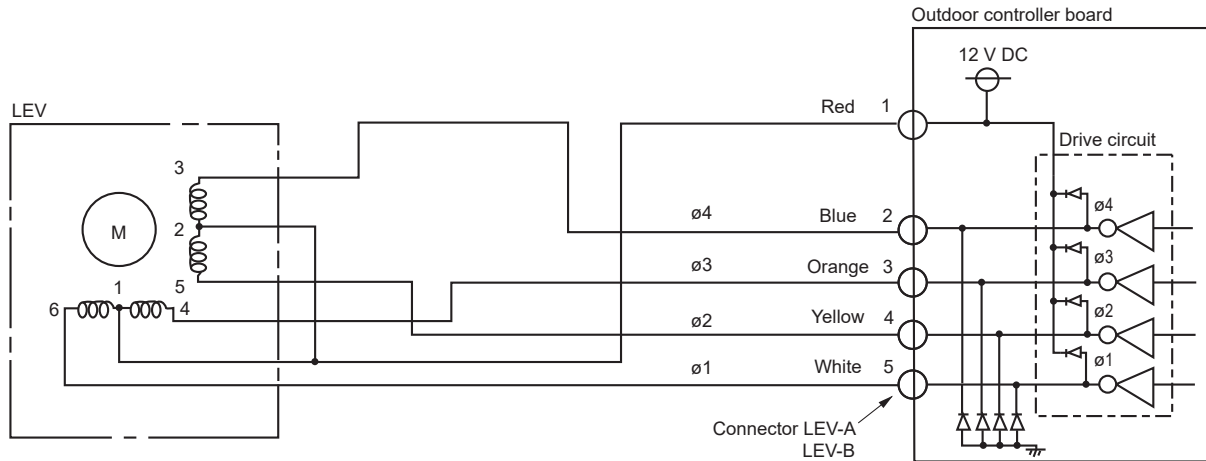 Outdoor controller board
12 V DC
LEV
Red 1
Drive circuit
3
ø4 Blue 2 ø4
2
M
ø3 Orange 3 ø3
5
1
6 4
ø2 Yellow 4 ø2
ø1 White 5 ø1
Connector LEV-A
LEV-B